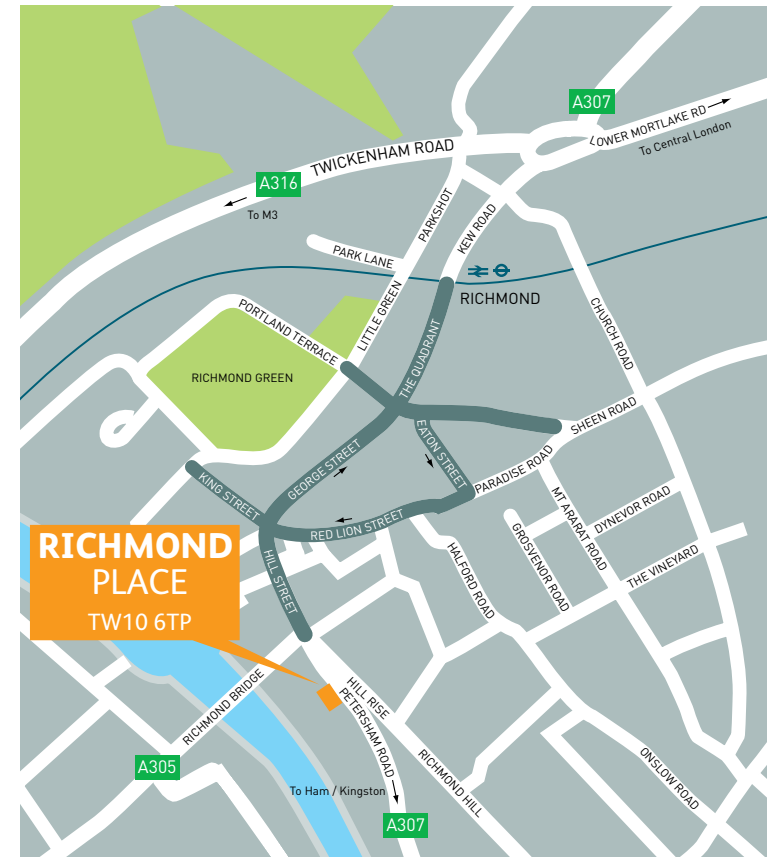 A307
LOWER MORTLAKE RD
To Central London
TWICKENHAM ROAD
A316
To M3
PARKSHOT
KEW ROAD
PARK LANE
RICHMOND
LITTLE GREEN
PORTLAND TERRACE
CHURCH ROAD
THE QUADRANT
RICHMOND GREEN
SHEEN ROAD
EATON STREET
GEORGE STREET
PARADISE ROAD
KING STREET
RED LION STREET
MT ARARAT ROAD
DYNEVOR ROAD
GROSVENOR ROAD
HALFORD ROAD
THE VINEYARD
HILL STREET
RICHMOND
PLACE
TW10 6TP
RICHMOND BRIDGE
HILL RISE
PETERSHAM ROAD
RICHMOND HILL
ONSLOW ROAD
A305
To Ham / Kingston
A307